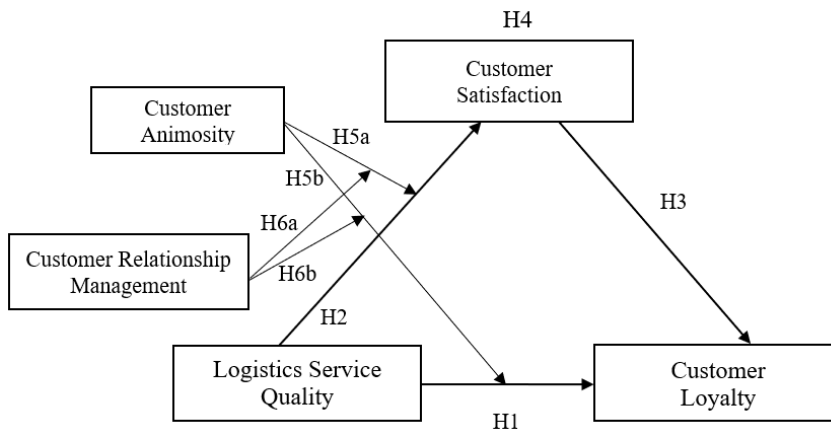 H4
Customer
Satisfaction
Customer
Animosity
H5a
H5b
H3
H6a
Customer Relationship
Management
H6b
H2
Logistics Service
Quality
Customer
Loyalty
H1